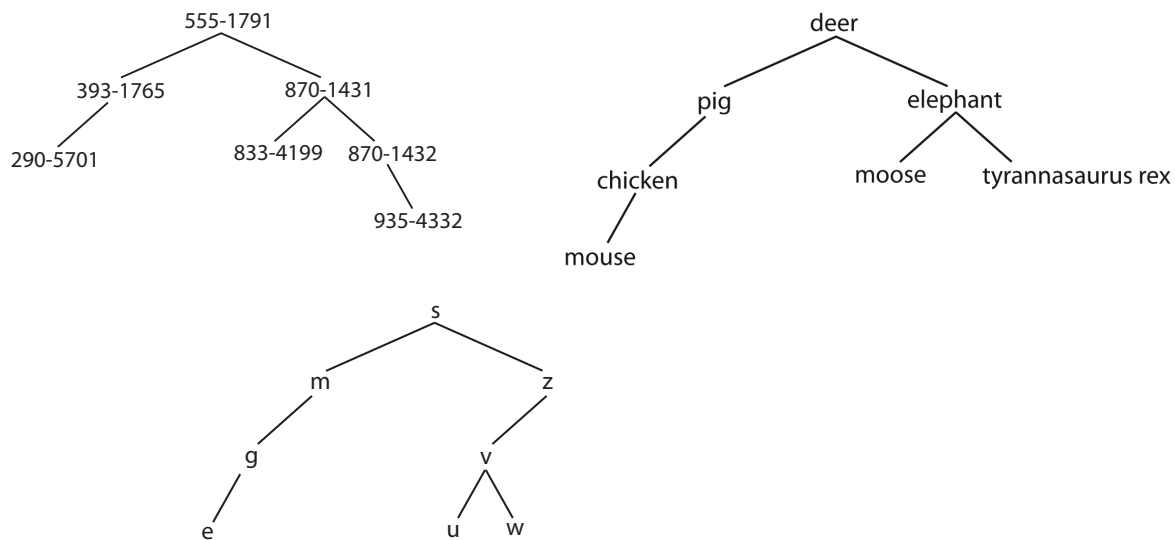 555-1791
393-1765
870-1431
290-5701
833-4199
870-1432
935-4332
deer
pig
elephant
chicken
moose
tyrannasaurus rex
mouse
s
m
z
g
v
e
u
w